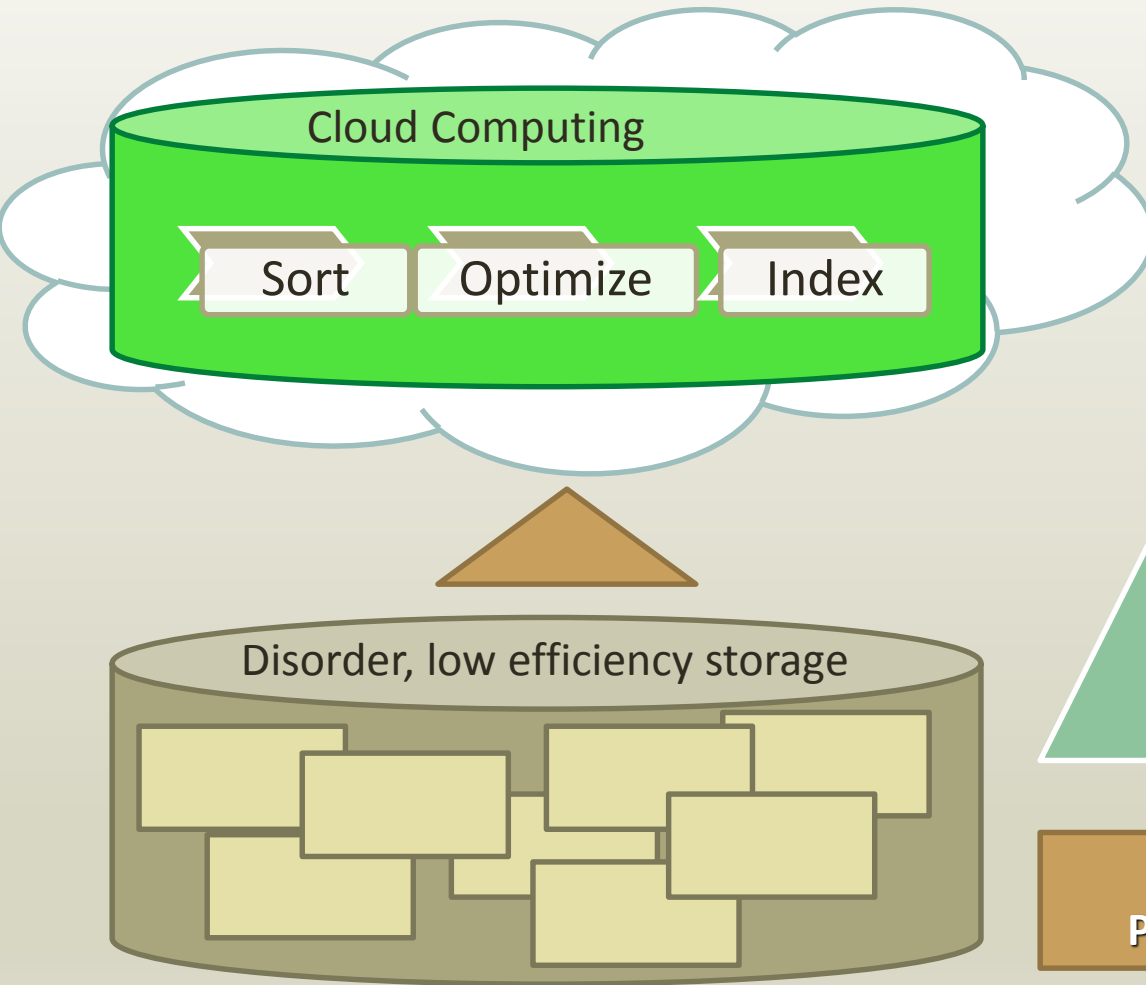 Cloud Computing
Sort
Optimize
Index
Disorder, low efficiency storage